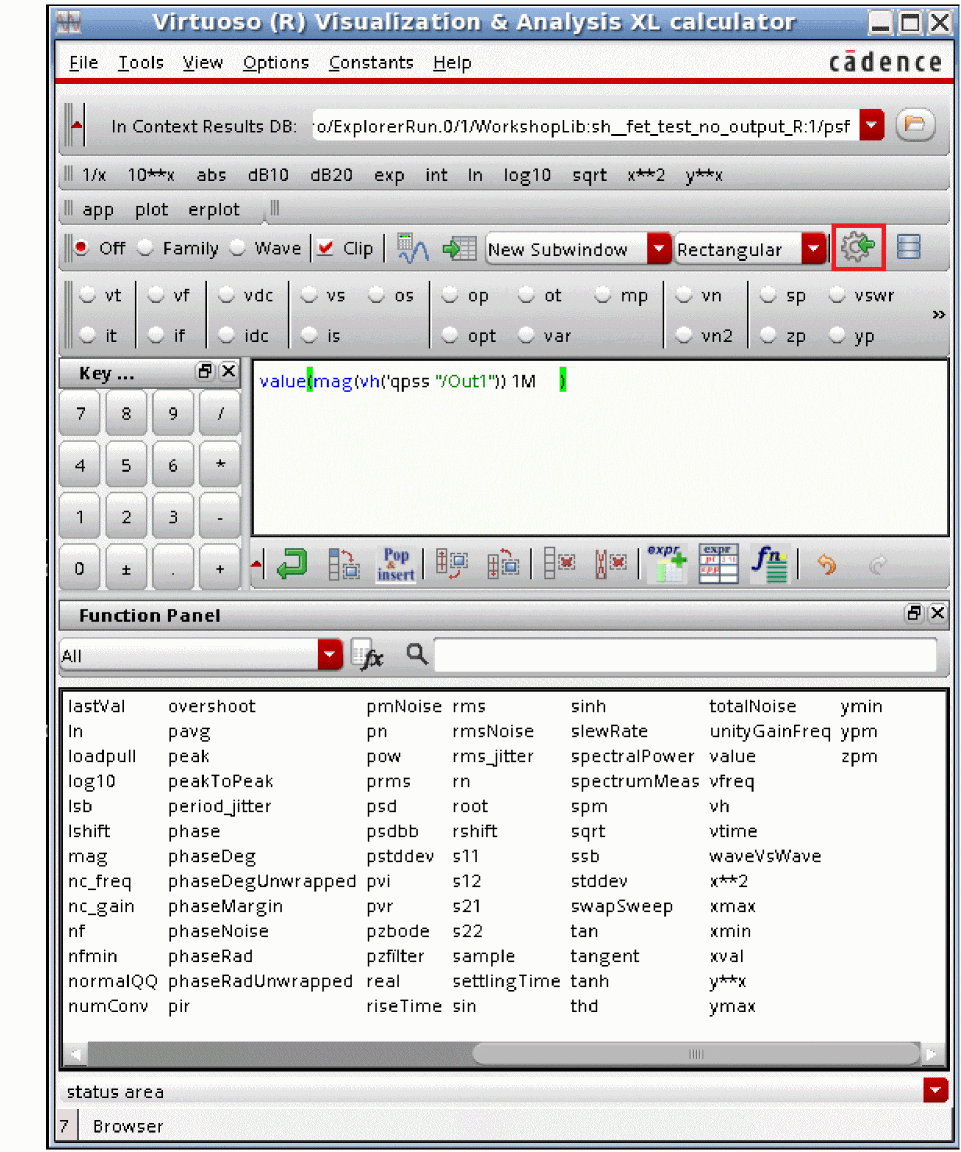 Virtuoso (R) Visualization & Analysis XL calculator
File Tools View Options Constants Help cādence
In Context Results DB: o/ExplorerRun.0/1/WorkshopLib:sh__fet_test_no_output_R:1/psf
1/x 10**x abs dB10 dB20 exp int ln log10 sqrt x**2 y**x
app plot erplot
Off Family Wave Clip New Subwindow Rectangular
vt vf vdc vs os op ot mp vn sp vswr
it if idc is opt var vn2 zp yp
»
Key ...
7 8 9 /
4 5 6 *
1 2 3 -
0 ± . +
value(mag(vh('qpss "/Out1")) 1M )
Pop & insert expr expr fn
Function Panel
All fx
lastVal overshoot pmNoise rms sinh totalNoise ymin
ln pavg pn rmsNoise slewRate unityGainFreq ypm
loadpull peak pow rms_jitter spectralPower value zpm
log10 peakToPeak prms rn spectrumMeas vfreq
lsb period_jitter psd root spm vh
lshift phase psdbb rshift sqrt vtime
mag phaseDeg pstddev s11 ssb waveVsWave
nc_freq phaseDegUnwrapped pvi s12 stddev x**2
nc_gain phaseMargin pvr s21 swapSweep xmax
nf phaseNoise pzbode s22 tan xmin
nfmin phaseRad pzfilter sample tangent xval
normalQQ phaseRadUnwrapped real settlingTime tanh y**x
numConv pir riseTime sin thd ymax
status area
7 Browser